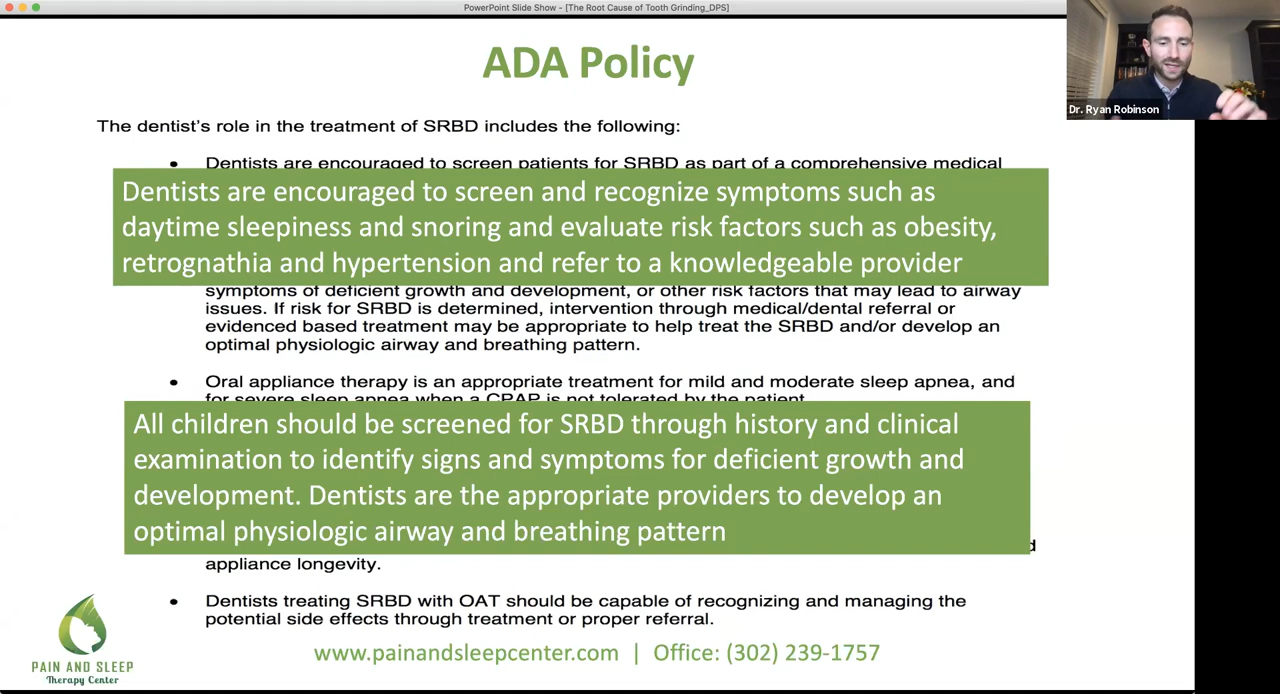 PowerPoint Slide Show - [The Root Cause of Tooth Grinding_DPS]
ADA Policy
Dr. Ryan Robinson
The dentist's role in the treatment of SRBD includes the following:
• Dentists are encouraged to screen patients for SRBD as part of a comprehensive medical
Dentists are encouraged to screen and recognize symptoms such as
daytime sleepiness and snoring and evaluate risk factors such as obesity,
retrognathia and hypertension and refer to a knowledgeable provider
symptoms of deficient growth and development, or other risk factors that may lead to airway
issues. If risk for SRBD is determined, intervention through medical/dental referral or
evidenced based treatment may be appropriate to help treat the SRBD and/or develop an
optimal physiologic airway and breathing pattern.
• Oral appliance therapy is an appropriate treatment for mild and moderate sleep apnea, and
for severe sleep apnea when a CPAP is not tolerated by the patient.
All children should be screened for SRBD through history and clinical
examination to identify signs and symptoms for deficient growth and
development. Dentists are the appropriate providers to develop an
optimal physiologic airway and breathing pattern
appliance longevity.
• Dentists treating SRBD with OAT should be capable of recognizing and managing the
potential side effects through treatment or proper referral.
PAIN AND SLEEP
Therapy Center
www.painandsleepcenter.com | Office: (302) 239-1757